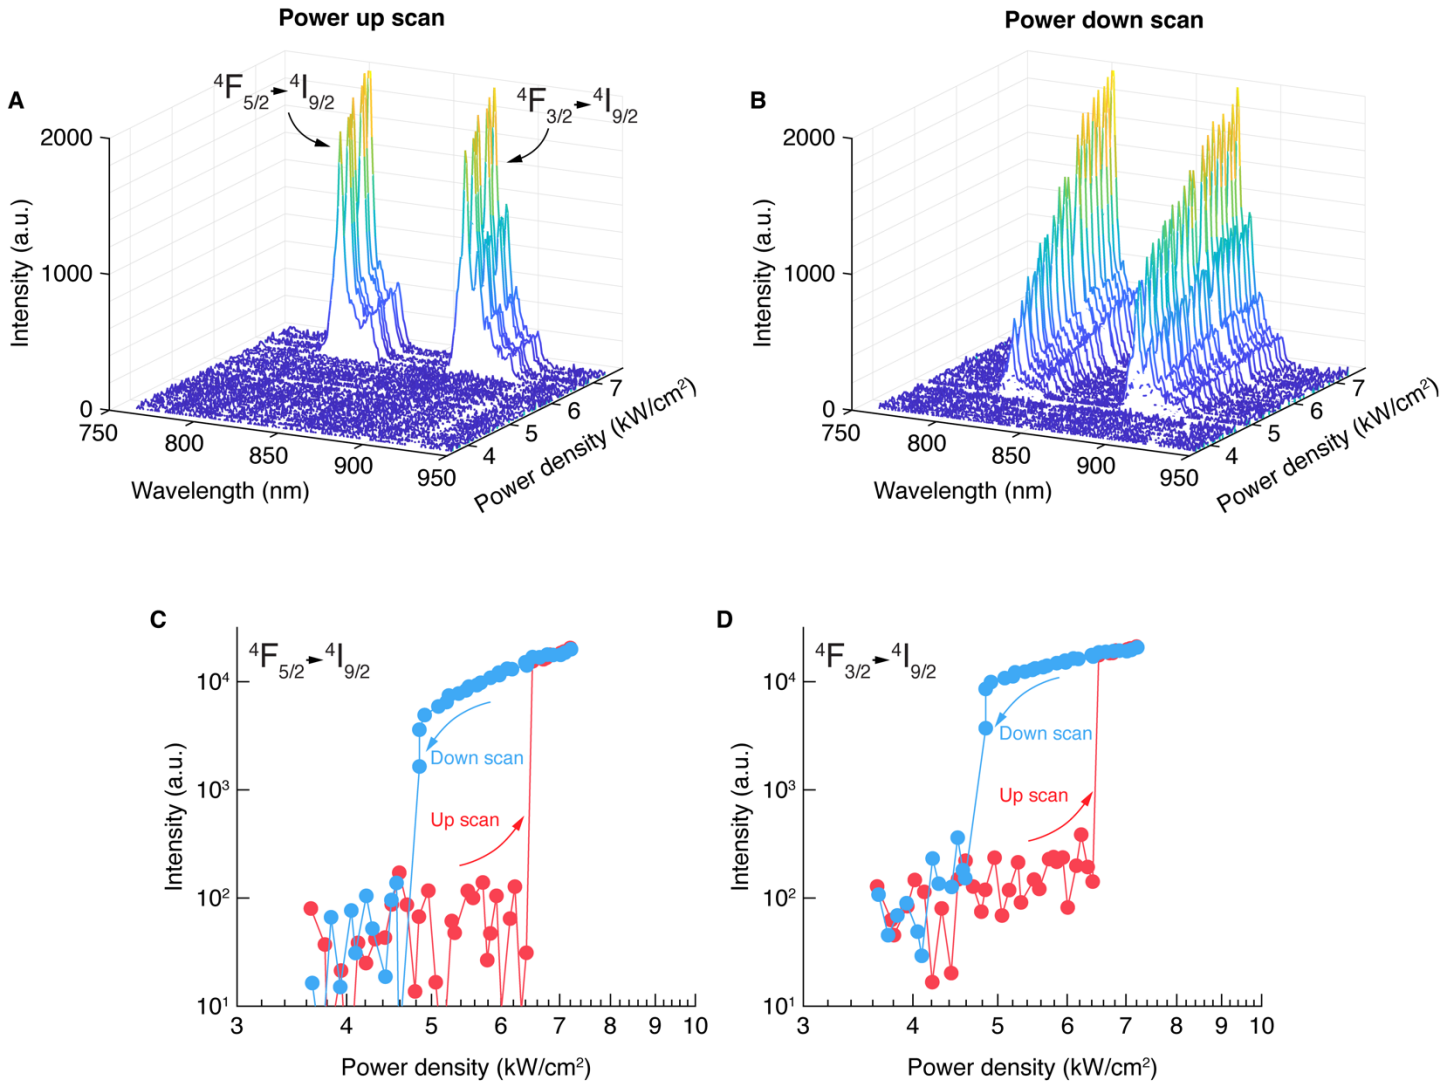 Power up scan
Power down scan
A
⁴F₅/₂ → ⁴I₉/₂
⁴F₃/₂ → ⁴I₉/₂
Intensity (a.u.)
2000
1000
0
750
800
850
900
950
Wavelength (nm)
4
5
6
7
Power density (kW/cm²)
B
Intensity (a.u.)
2000
1000
0
750
800
850
900
950
Wavelength (nm)
4
5
6
7
Power density (kW/cm²)
C
⁴F₅/₂ → ⁴I₉/₂
Intensity (a.u.)
10⁴
10³
10²
10¹
Down scan
Up scan
3 4 5 6 7 8 9 10
Power density (kW/cm²)
D
⁴F₃/₂ → ⁴I₉/₂
Intensity (a.u.)
10⁴
10³
10²
10¹
Down scan
Up scan
3 4 5 6 7 8 9 10
Power density (kW/cm²)